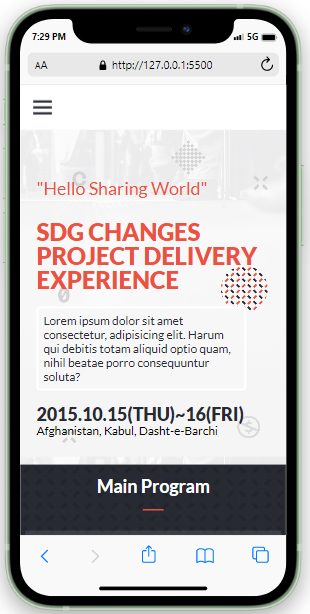 7:29 PM
5G
AA
http://127.0.0.1:5500
"Hello Sharing World"
SDG CHANGES
PROJECT DELIVERY
EXPERIENCE
Lorem ipsum dolor sit amet
consectetur, adipisicing elit. Harum
qui debitis totam aliquid optio quam,
nihil beatae porro consequuntur
soluta?
2015.10.15(THU)~16(FRI)
Afghanistan, Kabul, Dasht-e-Barchi
Main Program